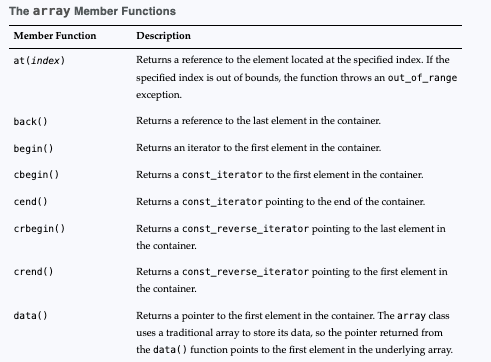 The array Member Functions
Member Function Description
at(index) Returns a reference to the element located at the specified index. If the
specified index is out of bounds, the function throws an out_of_range
exception.
back() Returns a reference to the last element in the container.
begin() Returns an iterator to the first element in the container.
cbegin() Returns a const_iterator to the first element in the container.
cend() Returns a const_iterator pointing to the end of the container.
crbegin() Returns a const_reverse_iterator pointing to the last element in
the container.
crend() Returns a const_reverse_iterator pointing to the first element in
the container.
data() Returns a pointer to the first element in the container. The array class
uses a traditional array to store its data, so the pointer returned from
the data() function points to the first element in the underlying array.